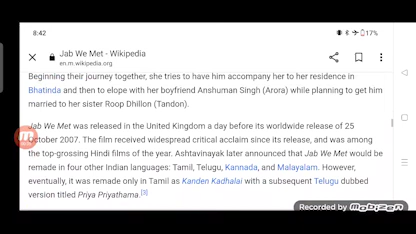 8:42
17%
Jab We Met - Wikipedia
en.m.wikipedia.org
Beginning their journey together, she tries to have him accompany her to her residence in
Bhatinda and then to elope with her boyfriend Anshuman Singh (Arora) while planning to get him
married to her sister Roop Dhillon (Tandon).
Jab We Met was released in the United Kingdom a day before its worldwide release of 25
October 2007. The film received widespread critical acclaim since its release, and was among
the top-grossing Hindi films of the year. Ashtavinayak later announced that Jab We Met would be
remade in four other Indian languages: Tamil, Telugu, Kannada, and Malayalam. However,
eventually, it was remade only in Tamil as Kanden Kadhalai with a subsequent Telugu dubbed
version titled Priya Priyathama.[3]
Recorded by Mobizen